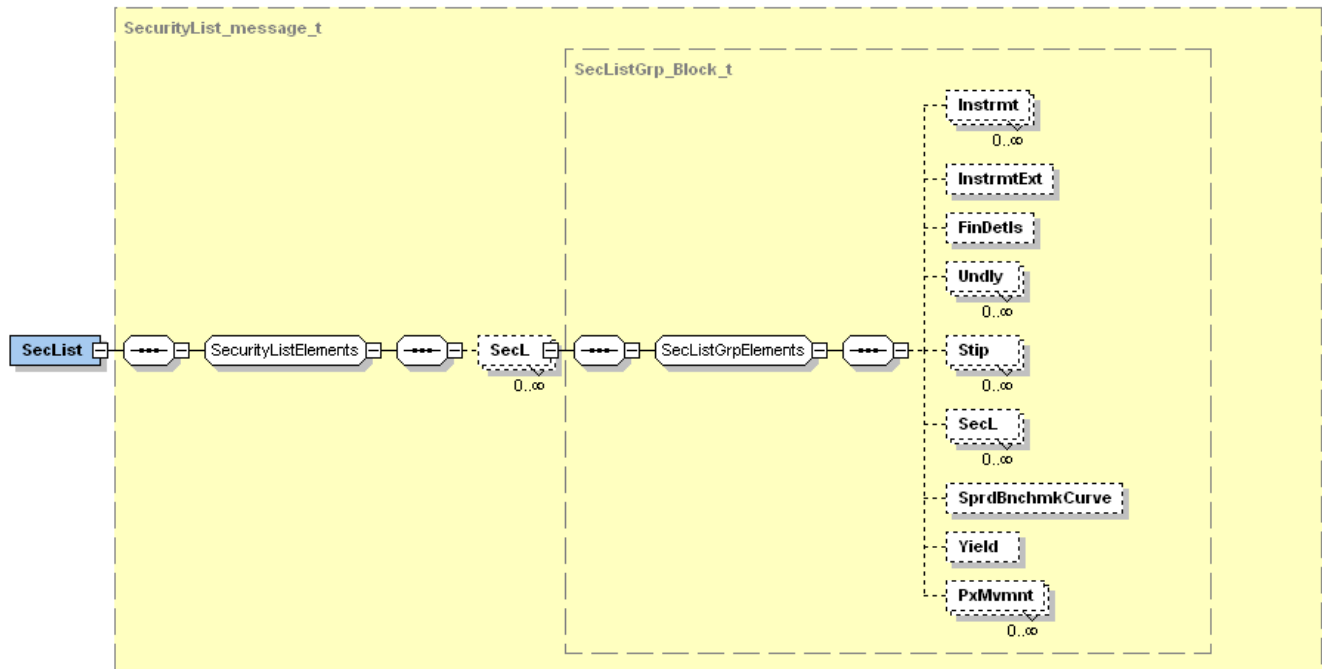 SecurityList_message_t
SecListGrp_Block_t
Instrmt
0..∞
InstrmtExt
FinDetls
Undly
0..∞
SecList
SecurityListElements
SecL
0..∞
SecListGrpElements
Stip
0..∞
SecL
0..∞
SprdBnchmkCurve
Yield
PxMvmnt
0..∞